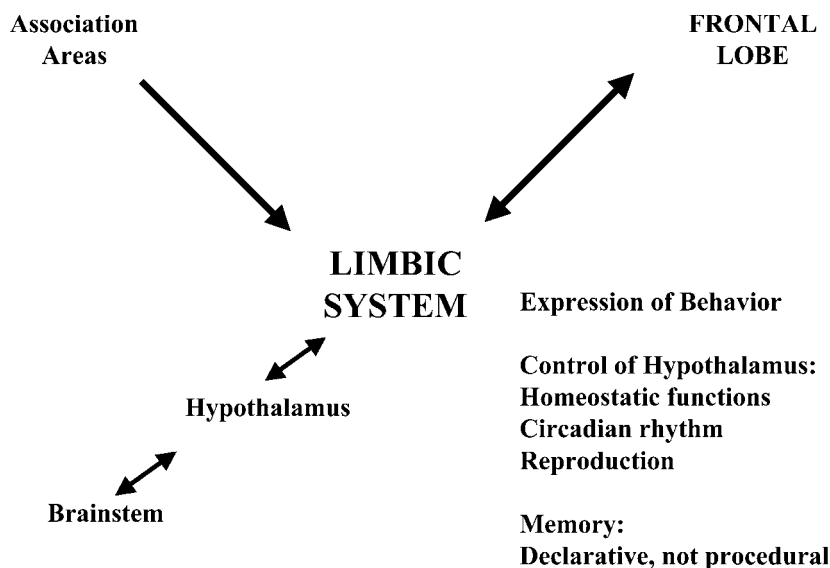 Association
Areas
FRONTAL
LOBE
LIMBIC
SYSTEM
Expression of Behavior
Control of Hypothalamus:
Homeostatic functions
Circadian rhythm
Reproduction
Memory:
Declarative, not procedural
Hypothalamus
Brainstem